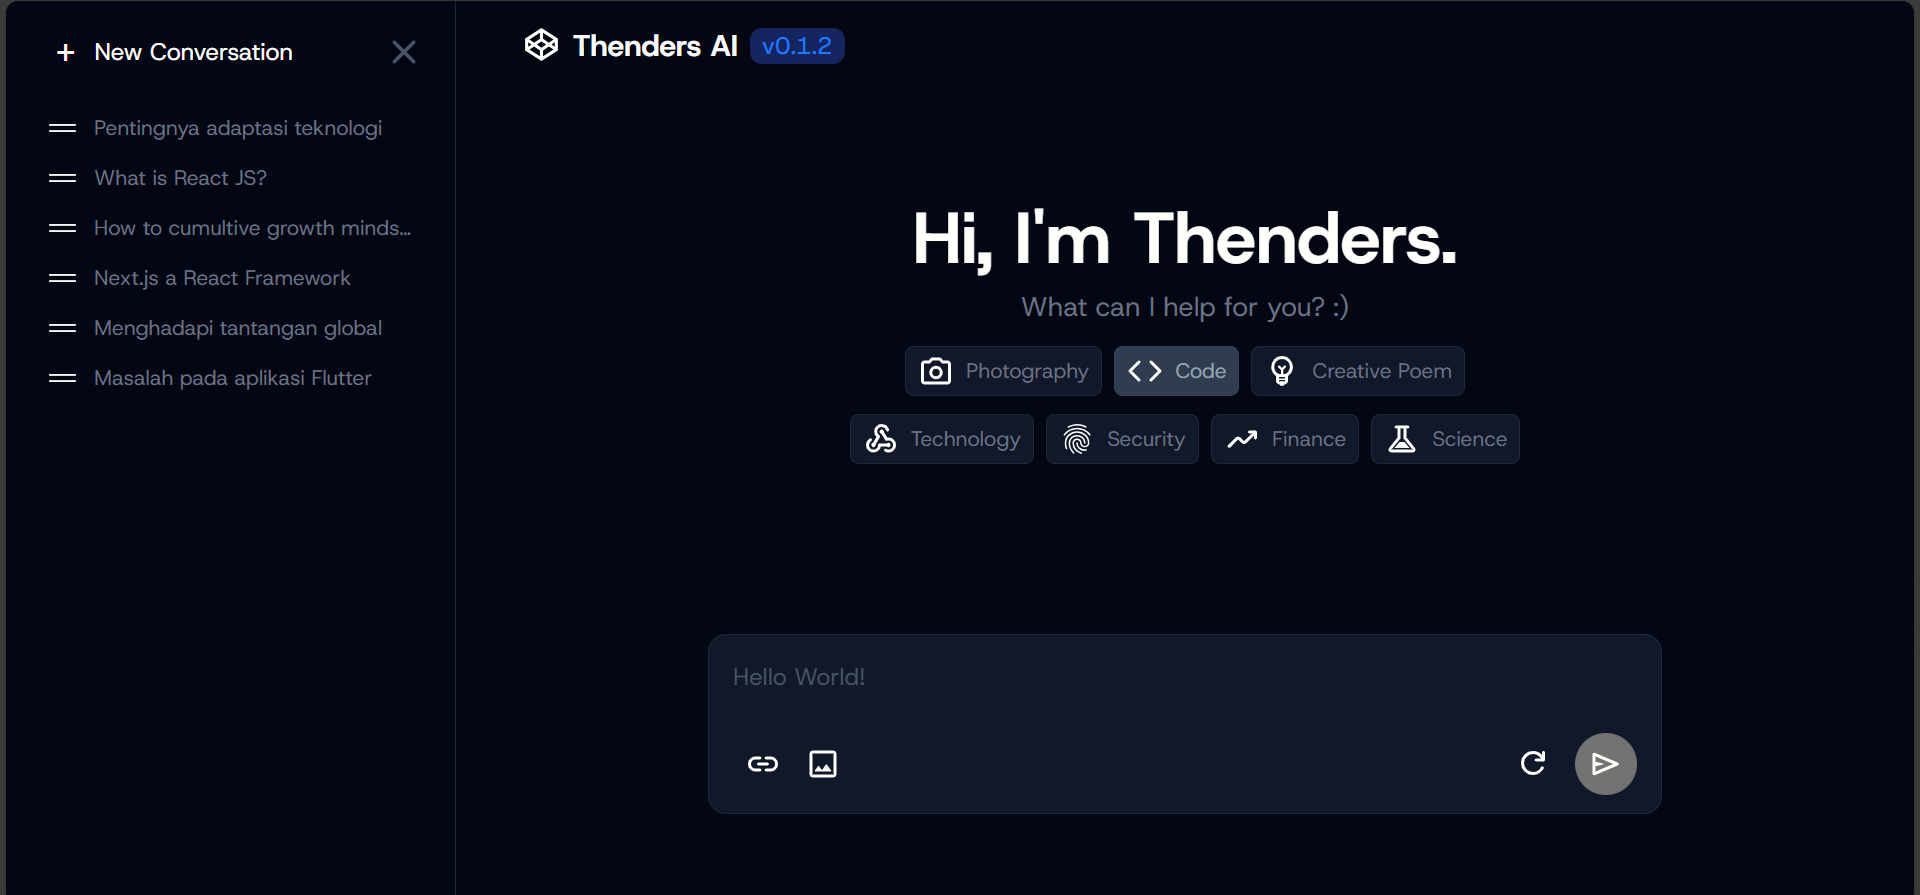 New Conversation
Pentingnya adaptasi teknologi
What is React JS?
How to cumultive growth minds...
Next.js a React Framework
Menghadapi tantangan global
Masalah pada aplikasi Flutter
Thenders AI v0.1.2
Hi, I'm Thenders.
What can I help for you? :)
Photography Code Creative Poem
Technology Security Finance Science
Hello World!